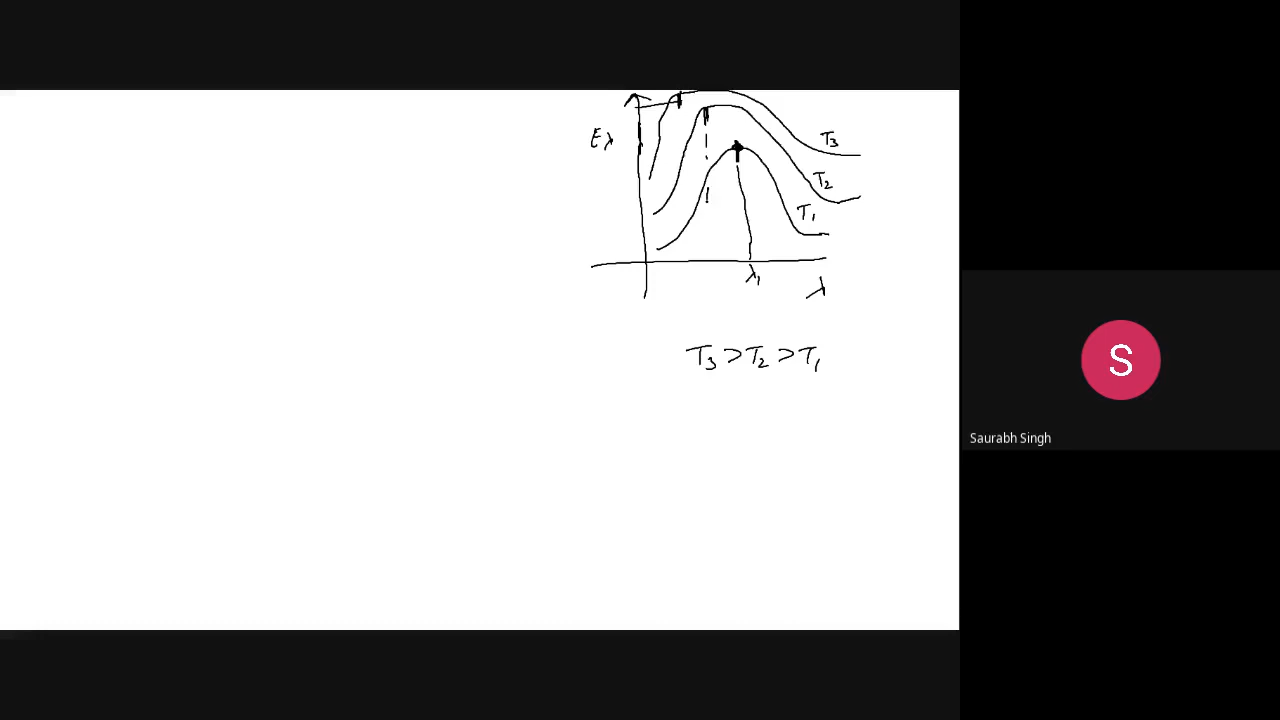 Eλ
T₃
T₂
T₁
λ₁
λ
T₃ > T₂ > T₁
S
Saurabh Singh